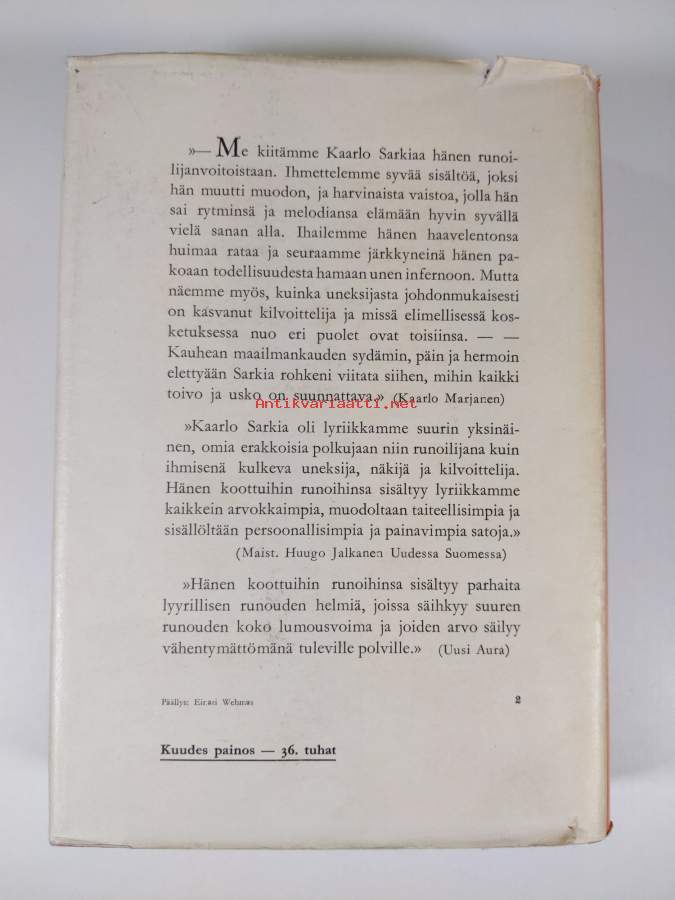 »— Me kiitämme Kaarlo Sarkiaa hänen runoi-
lijanvoitoistaan. Ihmettelemme syvää sisältöä, joksi
hän muutti muodon, ja harvinaista vaistoa, jolla hän
sai rytminsä ja melodiansa elämään hyvin syvällä
vielä sanan alla. Ihailemme hänen haavelentonsa
huimaa rataa ja seuraamme järkkyneinä hänen pa-
koaan todellisuudesta hamaan unen infernoon. Mutta
näemme myös, kuinka uneksijasta johdonmukaisesti
on kasvanut kilvoittelija ja missä elimellisessä kos-
ketuksessa nuo eri puolet ovat toisiinsa. — —
Kauhean maailmankauden sydämin, päin ja hermoin
elettyään Sarkia rohkeni viitata siihen, mihin kaikki
toivo ja usko on suunnattava.» (Kaarlo Marjanen)
Antikvariaatti.net
»Kaarlo Sarkia oli lyriikkamme suurin yksinäi-
nen, omia erakkoisia polkujaan niin runoilijana kuin
ihmisenä kulkeva uneksija, näkijä ja kilvoittelija.
Hänen koottuihin runoihinsa sisältyy lyriikkamme
kaikkein arvokkaimpia, muodoltaan taiteellisimpia ja
sisällöltään persoonallisimpia ja painavimpia satoja.»
(Maist. Huugo Jalkanen Uudessa Suomessa)
»Hänen koottuihin runoihinsa sisältyy parhaita
lyyrillisen runouden helmiä, joissa säihkyy suuren
runouden koko lumousvoima ja joiden arvo säilyy
vähentymättömänä tuleville polville.» (Uusi Aura)
Päällys: Eirani Wehmas 2
Kuudes painos — 36. tuhat